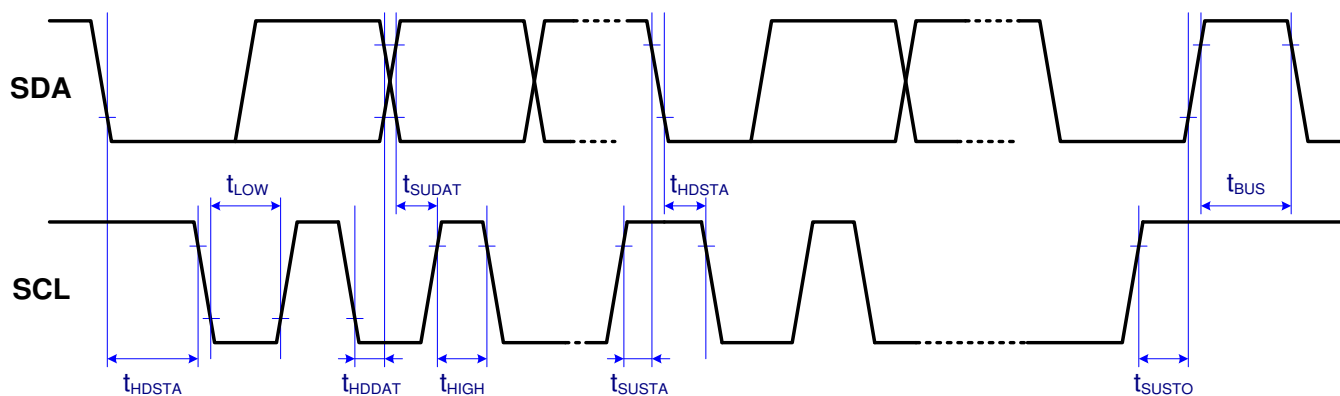 SDA
tLOW
tSUDAT
tHDSTA
tBUS
SCL
tHDSTA
tHDDAT
tHIGH
tSUSTA
tSUSTO